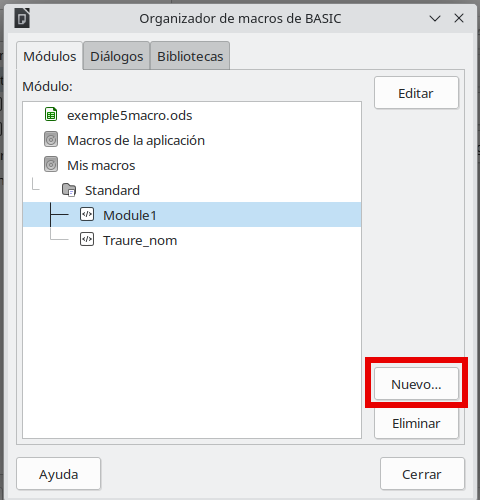 Organizador de macros de BASIC
Módulos Diálogos Bibliotecas
Módulo:
Editar
exemple5macro.ods
Macros de la aplicación
Mis macros
Standard
Module1
Traure_nom
Nuevo...
Eliminar
Ayuda
Cerrar